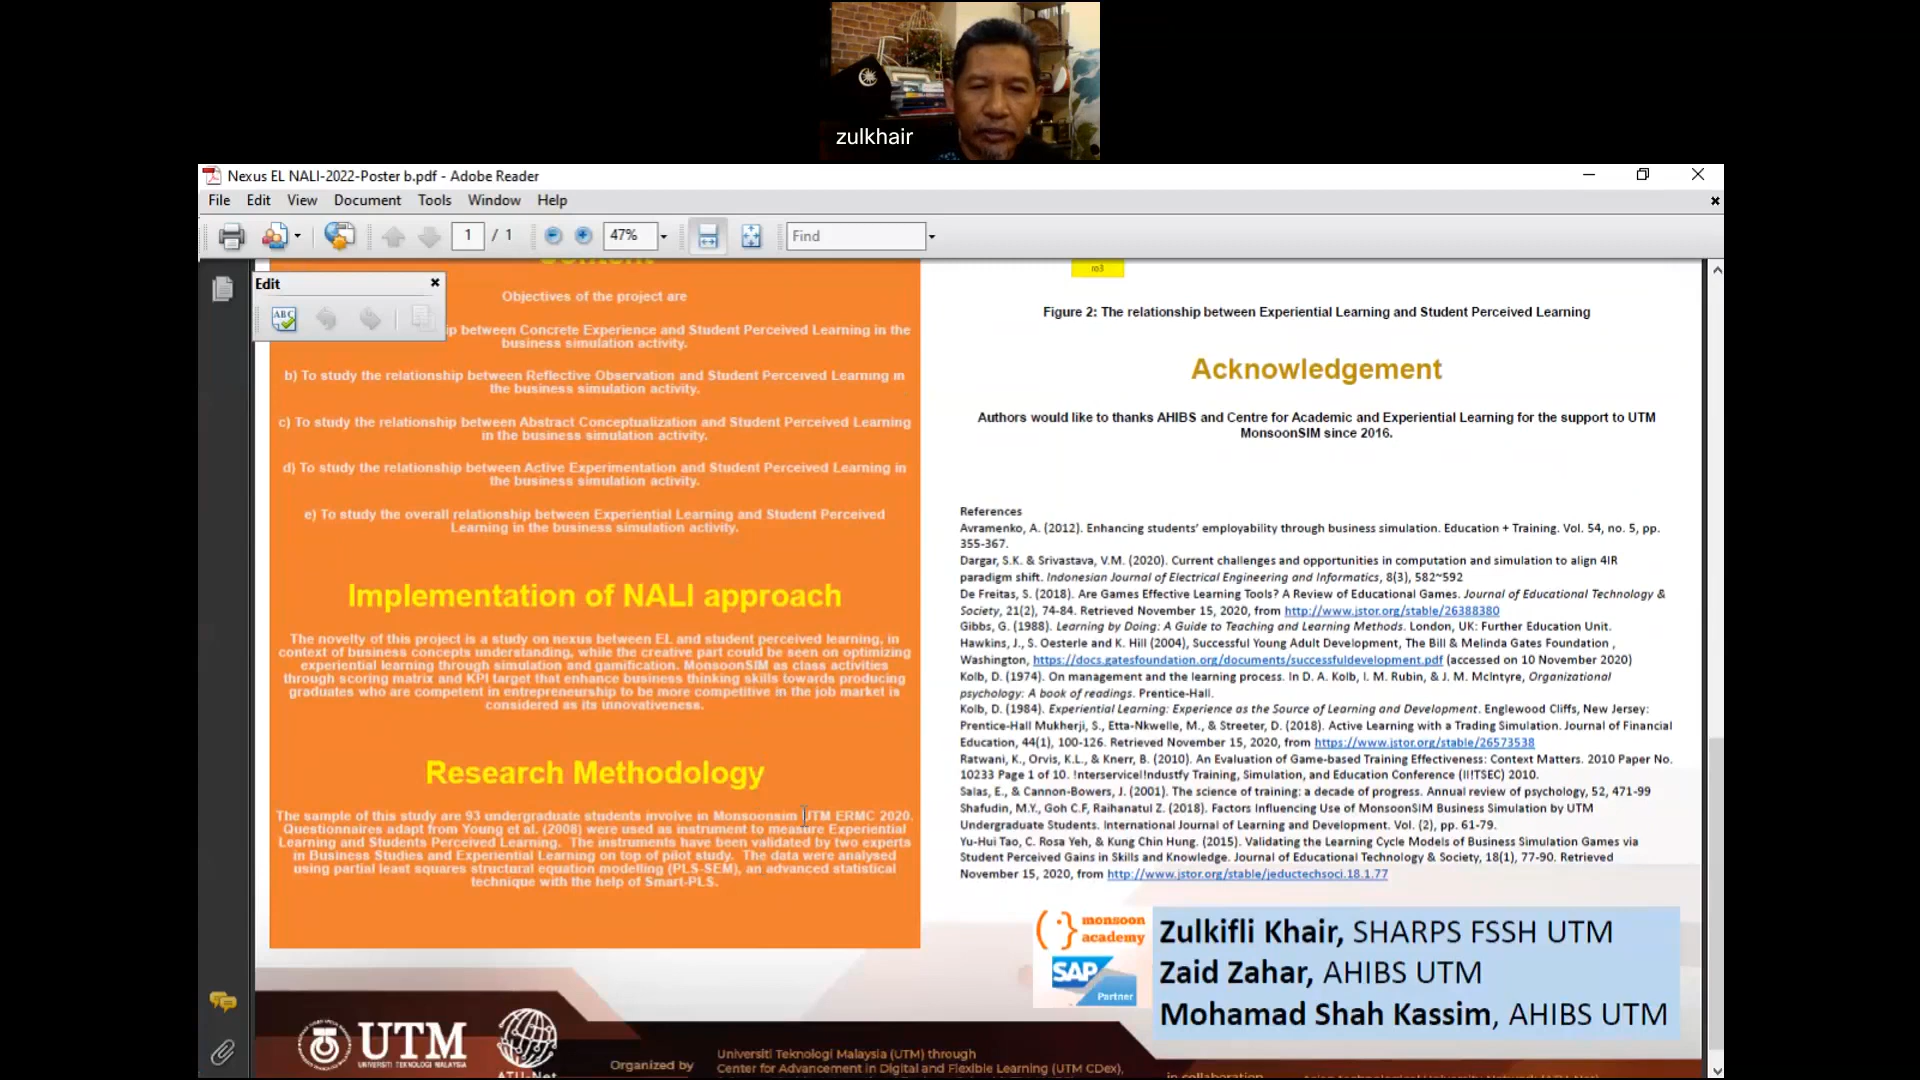 zulkhair
Nexus EL NALI-2022-Poster b.pdf - Adobe Reader
File Edit View Document Tools Window Help
1 / 1 47% Find
Edit
Objectives of the project are
ip between Concrete Experience and Student Perceived Learning in the
business simulation activity.
b) To study the relationship between Reflective Observation and Student Perceived Learning in
the business simulation activity.
c) To study the relationship between Abstract Conceptualization and Student Perceived Learning
in the business simulation activity.
d) To study the relationship between Active Experimentation and Student Perceived Learning in
the business simulation activity.
e) To study the overall relationship between Experiential Learning and Student Perceived
Learning in the business simulation activity.
Implementation of NALI approach
The novelty of this project is a study on nexus between EL and student perceived learning, in
context of business concepts understanding, while the creative part could be seen on optimizing
experiential learning through simulation and gamification. MonsoonSIM as class activities
through scoring matrix and KPI target that enhance business thinking skills towards producing
graduates who are competent in entrepreneurship to be more competitive in the job market is
considered as its innovativeness.
Research Methodology
The sample of this study are 93 undergraduate students involve in Monsoonsim UTM ERMC 2020.
Questionnaires adapt from Young et al. (2008) were used as instrument to measure Experiential
Learning and Students Perceived Learning. The instruments have been validated by two experts
in Business Studies and Experiential Learning on top of pilot study. The data were analysed
using partial least squares structural equation modelling (PLS-SEM), an advanced statistical
technique with the help of Smart-PLS.
ro3
Figure 2: The relationship between Experiential Learning and Student Perceived Learning
Acknowledgement
Authors would like to thanks AHIBS and Centre for Academic and Experiential Learning for the support to UTM
MonsoonSIM since 2016.
References
Avramenko, A. (2012). Enhancing students' employability through business simulation. Education + Training. Vol. 54, no. 5, pp.
355-367.
Dargar, S.K. & Srivastava, V.M. (2020). Current challenges and opportunities in computation and simulation to align 4IR
paradigm shift. Indonesian Journal of Electrical Engineering and Informatics, 8(3), 582~592
De Freitas, S. (2018). Are Games Effective Learning Tools? A Review of Educational Games. Journal of Educational Technology &
Society, 21(2), 74-84. Retrieved November 15, 2020, from http://www.jstor.org/stable/26388380
Gibbs, G. (1988). Learning by Doing: A Guide to Teaching and Learning Methods. London, UK: Further Education Unit.
Hawkins, J., S. Oesterle and K. Hill (2004), Successful Young Adult Development, The Bill & Melinda Gates Foundation ,
Washington, https://docs.gatesfoundation.org/documents/successfuldevelopment.pdf (accessed on 10 November 2020)
Kolb, D. (1974). On management and the learning process. In D. A. Kolb, I. M. Rubin, & J. M. McIntyre, Organizational
psychology: A book of readings. Prentice-Hall.
Kolb, D. (1984). Experiential Learning: Experience as the Source of Learning and Development. Englewood Cliffs, New Jersey:
Prentice-Hall Mukherji, S., Etta-Nkwelle, M., & Streeter, D. (2018). Active Learning with a Trading Simulation. Journal of Financial
Education, 44(1), 100-126. Retrieved November 15, 2020, from https://www.jstor.org/stable/26573538
Ratwani, K., Orvis, K.L., & Knerr, B. (2010). An Evaluation of Game-based Training Effectiveness: Context Matters. 2010 Paper No.
10233 Page 1 of 10. !nterservicel!ndustfy Training, Simulation, and Education Conference (II!TSEC) 2010.
Salas, E., & Cannon-Bowers, J. (2001). The science of training: a decade of progress. Annual review of psychology, 52, 471-99
Shafudin, M.Y., Goh C.F, Raihanatul Z. (2018). Factors Influencing Use of MonsoonSIM Business Simulation by UTM
Undergraduate Students. International Journal of Learning and Development. Vol. (2), pp. 61-79.
Yu-Hui Tao, C. Rosa Yeh, & Kung Chin Hung. (2015). Validating the Learning Cycle Models of Business Simulation Games via
Student Perceived Gains in Skills and Knowledge. Journal of Educational Technology & Society, 18(1), 77-90. Retrieved
November 15, 2020, from http://www.jstor.org/stable/jeductechsoci.18.1.77
monsoon
academy
SAP
Partner
Zulkifli Khair, SHARPS FSSH UTM
Zaid Zahar, AHIBS UTM
Mohamad Shah Kassim, AHIBS UTM
UTM
UNIVERSITI TEKNOLOGI MALAYSIA
Organized by
Universiti Teknologi Malaysia (UTM) through
Center for Advancement in Digital and Flexible Learning (UTM CDex),